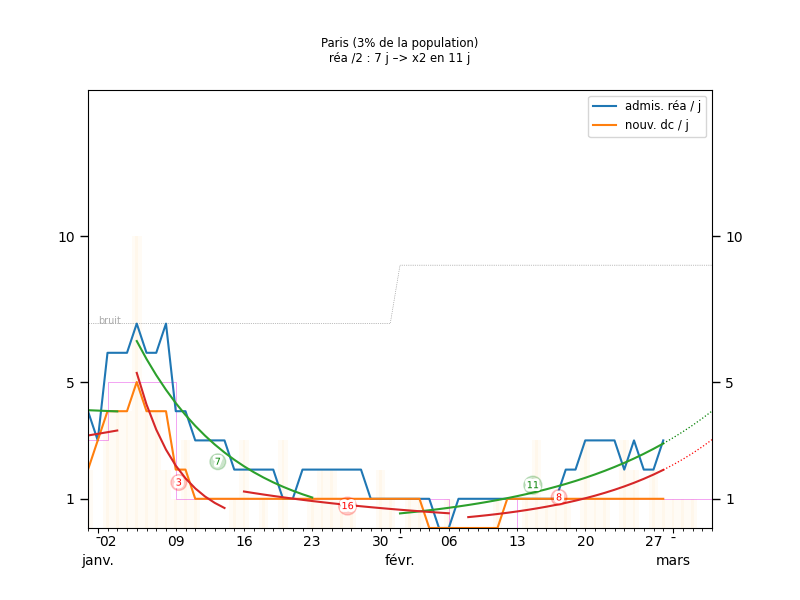 Paris (3% de la population)
réa /2 : 7 j –> x2 en 11 j
admis. réa / j
nouv. dc / j
10
10
bruit
5
5
7
3
11
8
16
1
1
02
09
16
23
30
06
13
20
27
janv.
févr.
mars